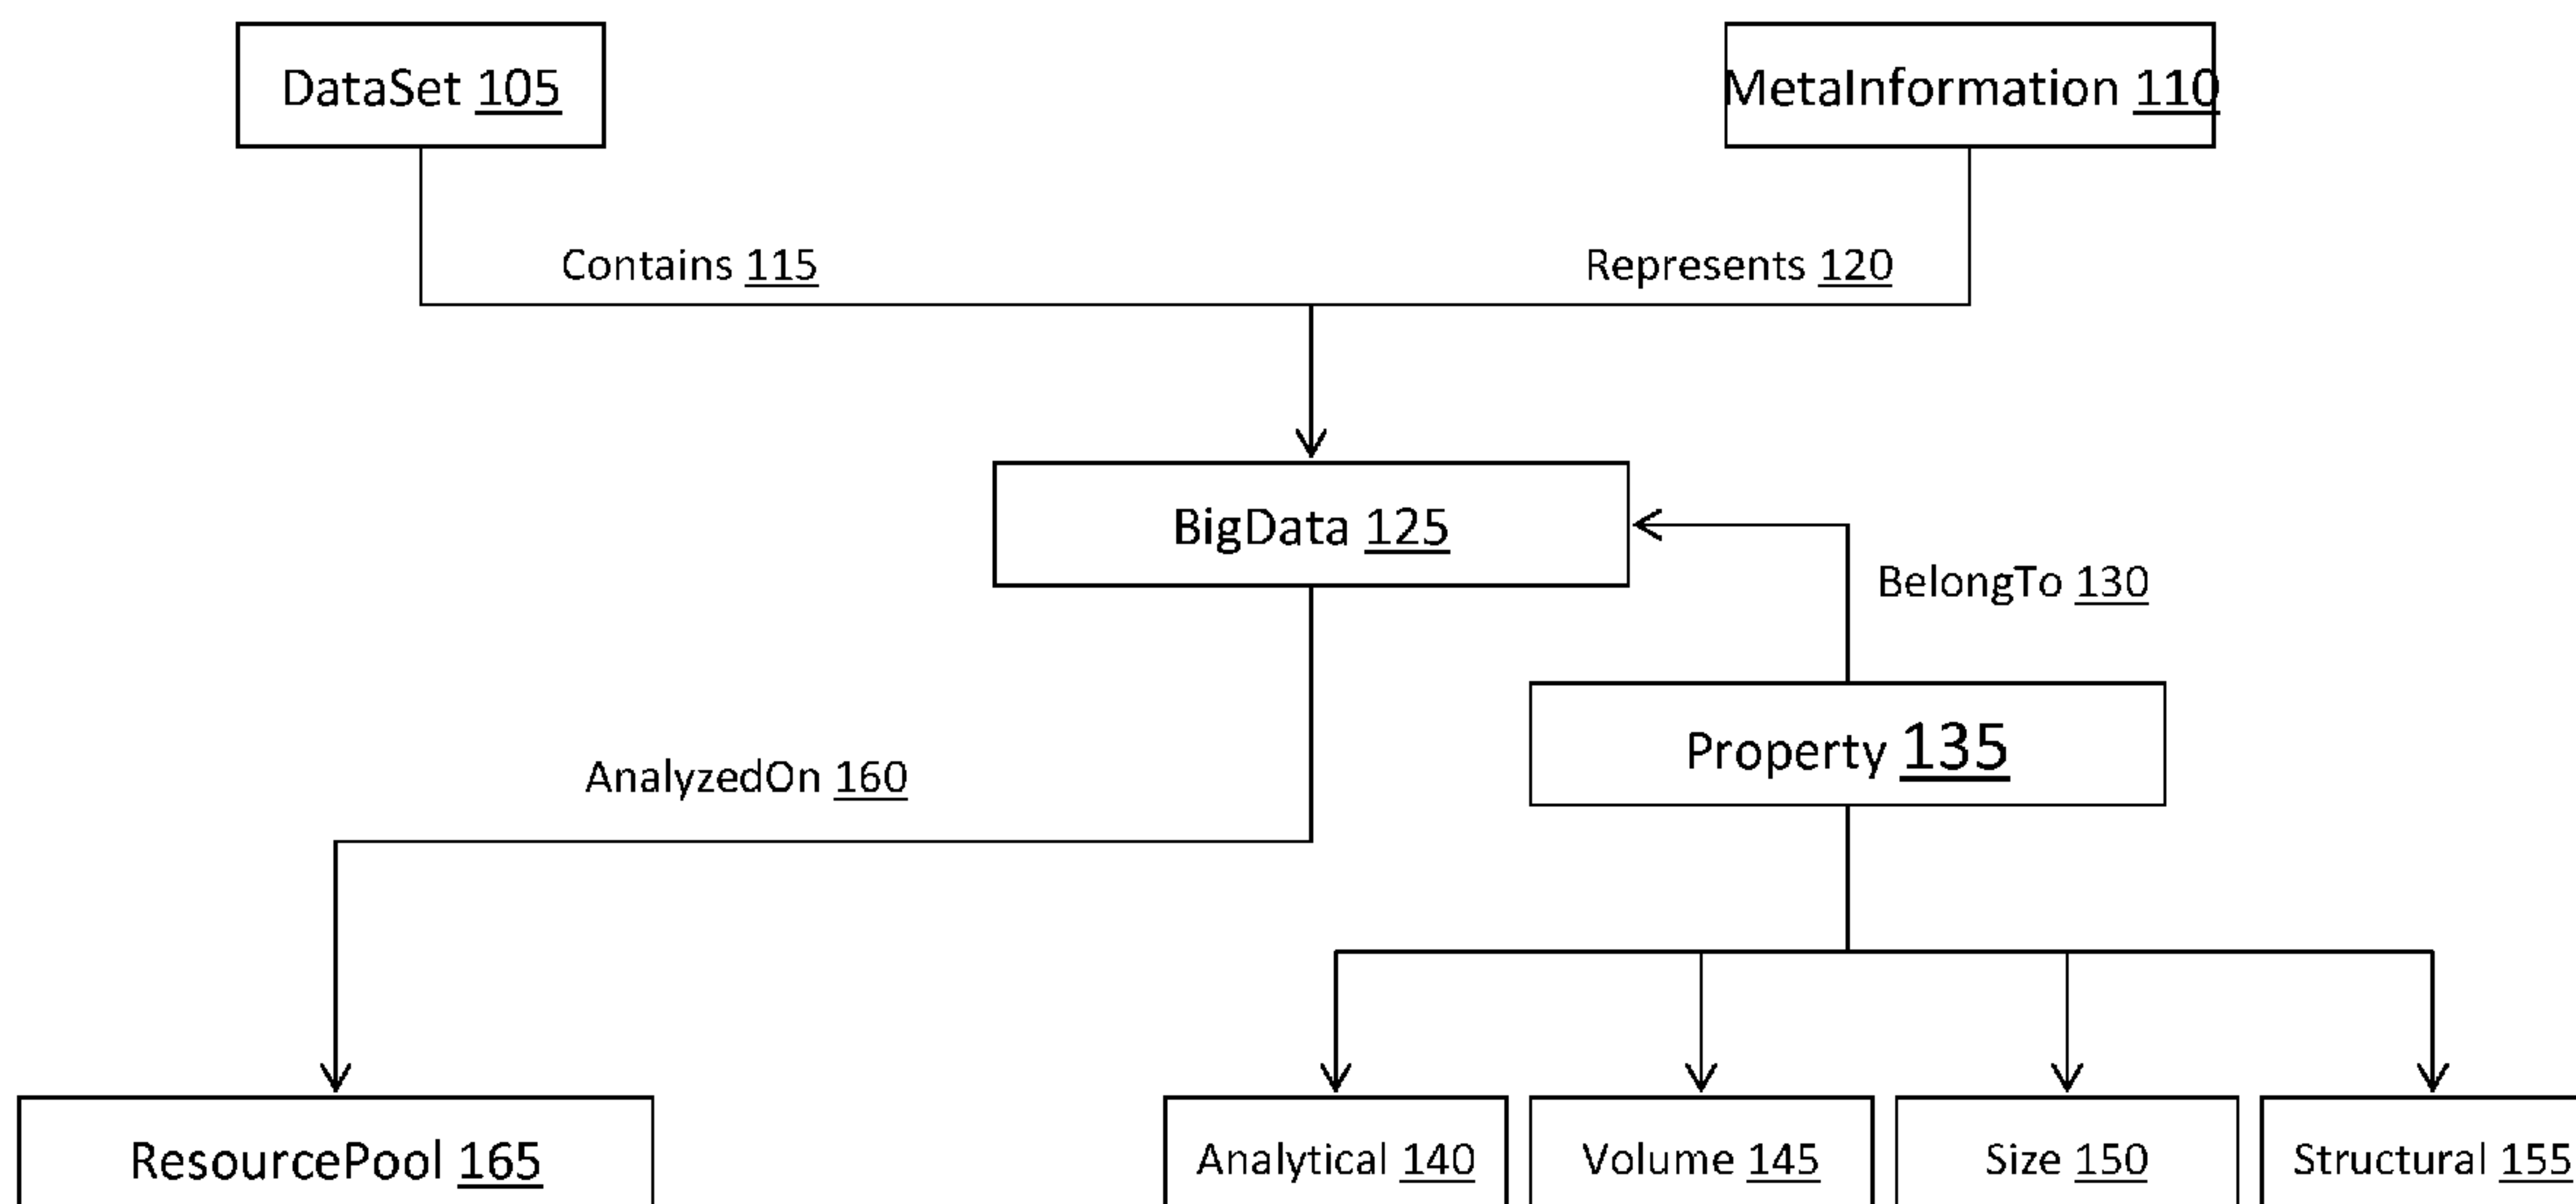 DataSet 105
MetaInformation 110
Contains 115
Represents 120
BigData 125
BelongTo 130
Property 135
AnalyzedOn 160
ResourcePool 165
Analytical 140
Volume 145
Size 150
Structural 155